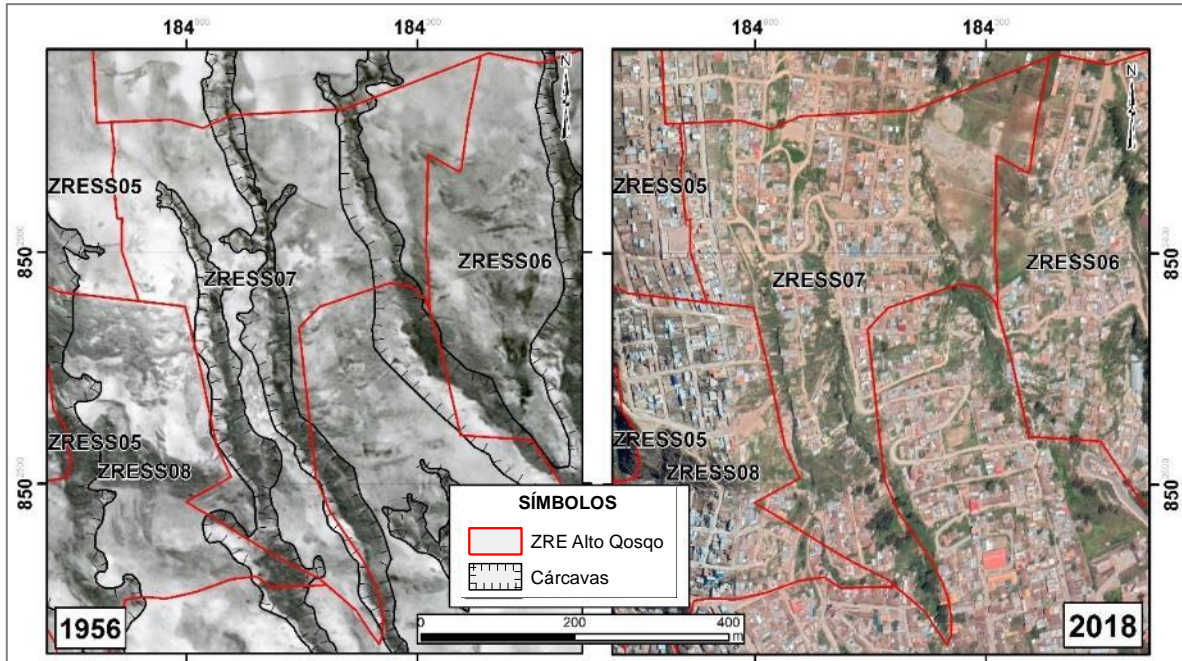 184
184
184
184
N
N
ZRESS05
ZRESS05
ZRESS06
ZRESS06
ZRESS07
ZRESS07
850
850
ZRESS05
ZRESS05
ZRESS08
ZRESS08
850
850
SÍMBOLOS
ZRE Alto Qosqo
Cárcavas
1956
0 200 400
m
2018